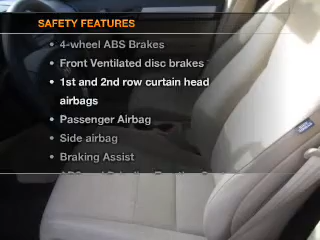 SAFETY FEATURES
• 4-wheel ABS Brakes
• Front Ventilated disc brakes
• 1st and 2nd row curtain head
airbags
• Passenger Airbag
• Side airbag
• Braking Assist